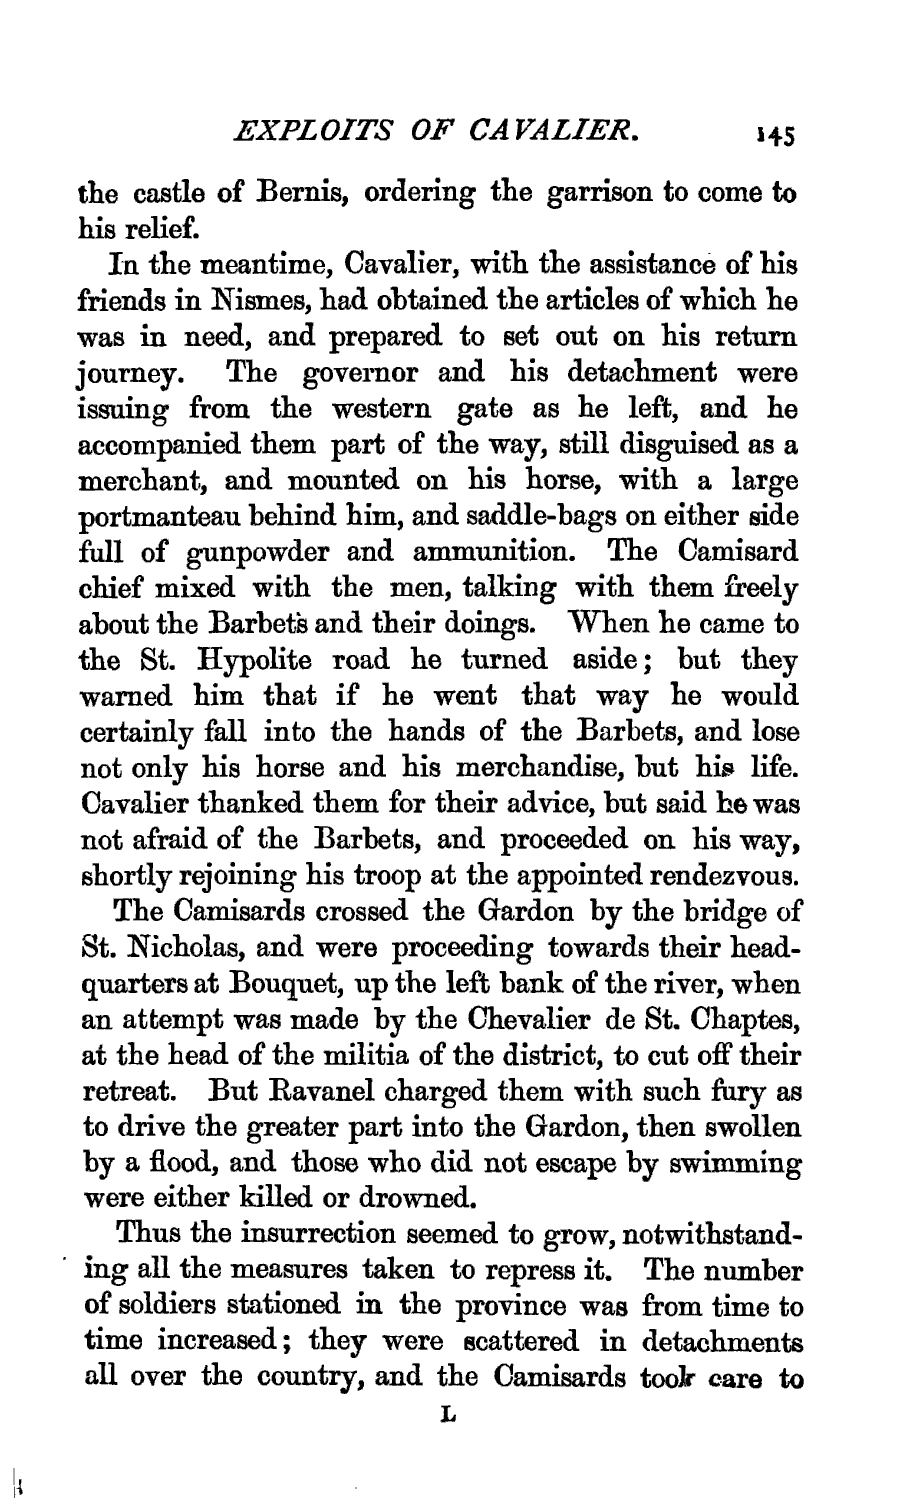 EXPLOITS OF CAVALIER. 145
the castle of Bernis, ordering the garrison to come to
his relief.
In the meantime, Cavalier, with the assistance of his
friends in Nismes, had obtained the articles of which he
was in need, and prepared to set out on his return
journey. The governor and his detachment were
issuing from the western gate as he left, and he
accompanied them part of the way, still disguised as a
merchant, and mounted on his horse, with a large
portmanteau behind him, and saddle-bags on either side
full of gunpowder and ammunition. The Camisard
chief mixed with the men, talking with them freely
about the Barbets and their doings. When he came to
the St. Hypolite road he turned aside; but they
warned him that if he went that way he would
certainly fall into the hands of the Barbets, and lose
not only his horse and his merchandise, but his life.
Cavalier thanked them for their advice, but said he was
not afraid of the Barbets, and proceeded on his way,
shortly rejoining his troop at the appointed rendezvous.
The Camisards crossed the Gardon by the bridge of
St. Nicholas, and were proceeding towards their head-
quarters at Bouquet, up the left bank of the river, when
an attempt was made by the Chevalier de St. Chaptes,
at the head of the militia of the district, to cut off their
retreat. But Ravanel charged them with such fury as
to drive the greater part into the Gardon, then swollen
by a flood, and those who did not escape by swimming
were either killed or drowned.
Thus the insurrection seemed to grow, notwithstand-
ing all the measures taken to repress it. The number
of soldiers stationed in the province was from time to
time increased; they were scattered in detachments
all over the country, and the Camisards took care to
L